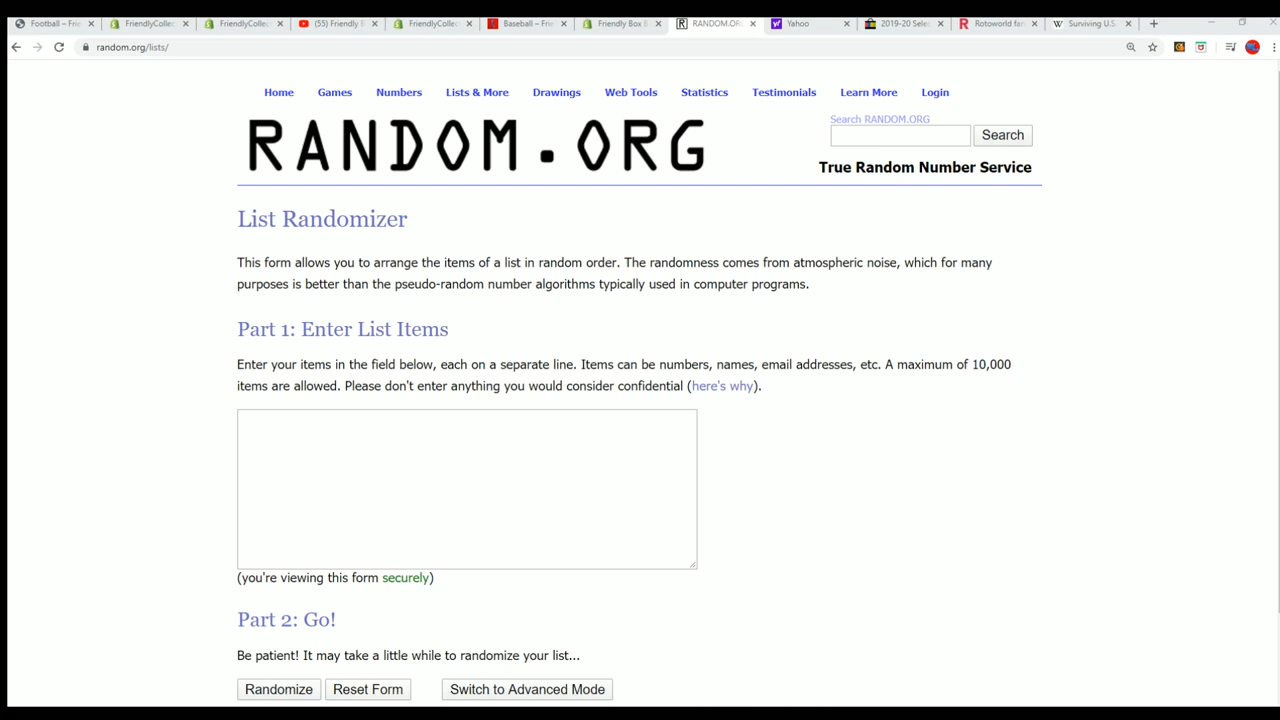 Football – Frie
FriendlyCollec
FriendlyCollec
(55) Friendly B
FriendlyCollec
Baseball – Frie
Friendly Box B
RANDOM.OR
Yahoo
2019-20 Selec
Rotoworld fan
Surviving U.S.
random.org/lists/
Home Games Numbers Lists & More Drawings Web Tools Statistics Testimonials Learn More Login
RANDOM.ORG
Search RANDOM.ORG
Search
True Random Number Service
List Randomizer
This form allows you to arrange the items of a list in random order. The randomness comes from atmospheric noise, which for many
purposes is better than the pseudo-random number algorithms typically used in computer programs.
Part 1: Enter List Items
Enter your items in the field below, each on a separate line. Items can be numbers, names, email addresses, etc. A maximum of 10,000
items are allowed. Please don't enter anything you would consider confidential (here's why).
(you're viewing this form securely)
Part 2: Go!
Be patient! It may take a little while to randomize your list...
Randomize Reset Form Switch to Advanced Mode